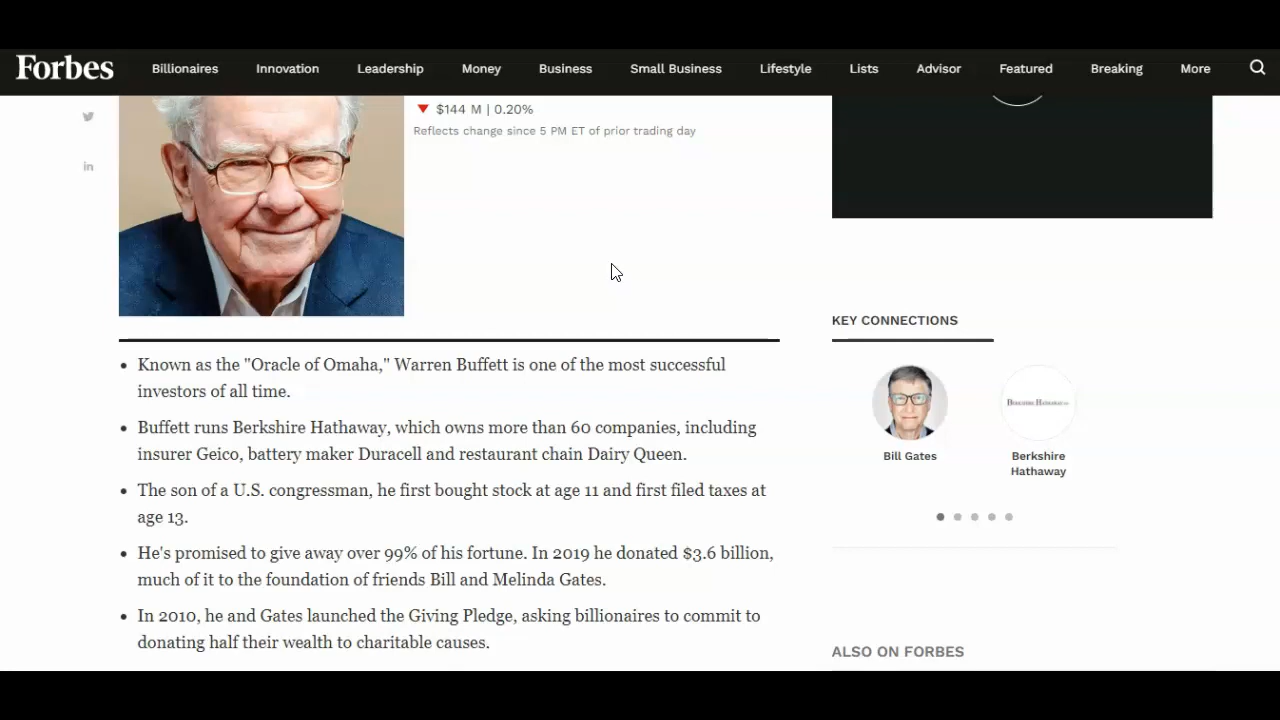 Forbes
Billionaires Innovation Leadership Money Business Small Business Lifestyle Lists Advisor Featured Breaking More
$144 M | 0.20%
Reflects change since 5 PM ET of prior trading day
in
Known as the "Oracle of Omaha," Warren Buffett is one of the most successful
investors of all time.
Buffett runs Berkshire Hathaway, which owns more than 60 companies, including
insurer Geico, battery maker Duracell and restaurant chain Dairy Queen.
The son of a U.S. congressman, he first bought stock at age 11 and first filed taxes at
age 13.
He's promised to give away over 99% of his fortune. In 2019 he donated $3.6 billion,
much of it to the foundation of friends Bill and Melinda Gates.
In 2010, he and Gates launched the Giving Pledge, asking billionaires to commit to
donating half their wealth to charitable causes.
KEY CONNECTIONS
Bill Gates
Berkshire
Hathaway
ALSO ON FORBES